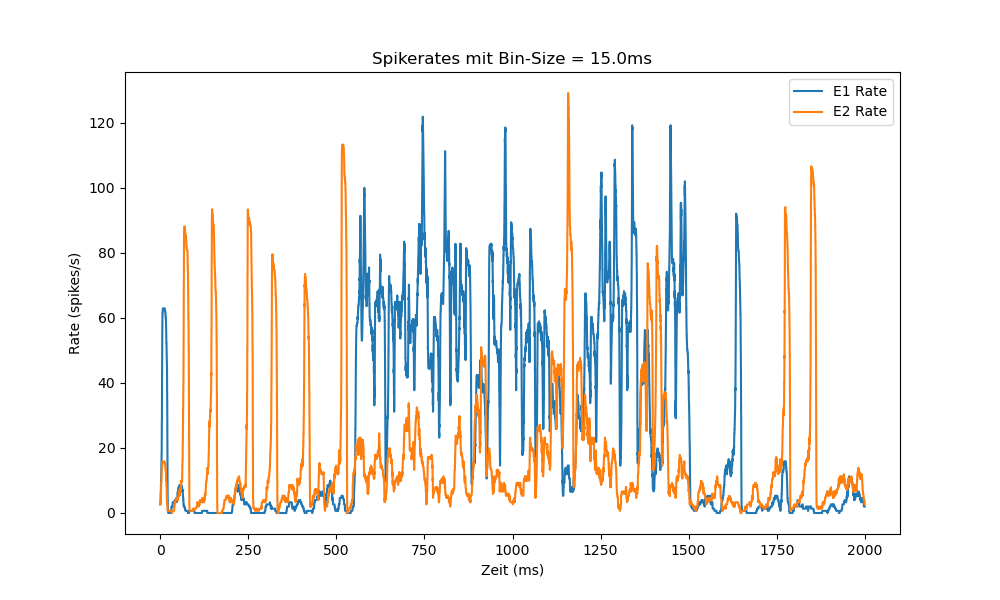 Spikerates mit Bin-Size = 15.0ms
E1 Rate
E2 Rate
Rate (spikes/s)
120
100
80
60
40
20
0
0 250 500 750 1000 1250 1500 1750 2000
Zeit (ms)